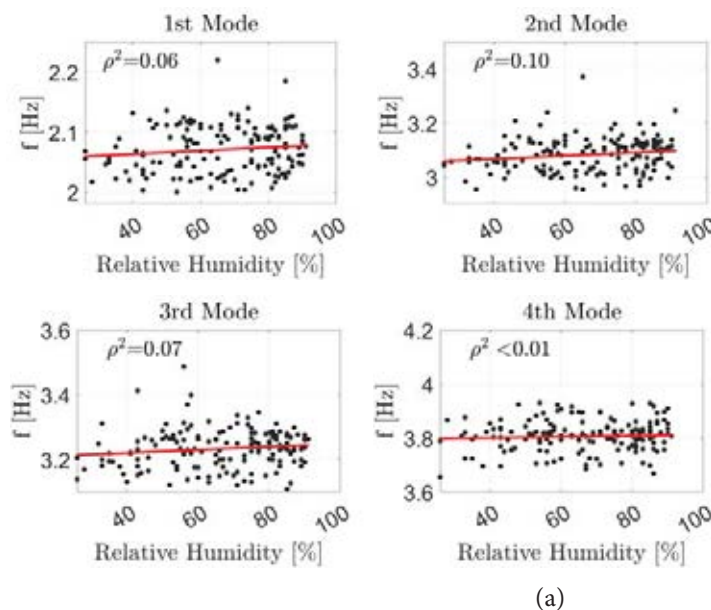 1st Mode
ρ²=0.06
f [Hz]
2.2
2.1
2
40
60
80
100
Relative Humidity [%]
2nd Mode
ρ²=0.10
f [Hz]
3.4
3.2
3
40
60
80
100
Relative Humidity [%]
3rd Mode
ρ²=0.07
f [Hz]
3.6
3.4
3.2
40
60
80
100
Relative Humidity [%]
4th Mode
ρ² <0.01
f [Hz]
4.2
4
3.8
3.6
40
60
80
100
Relative Humidity [%]
(a)